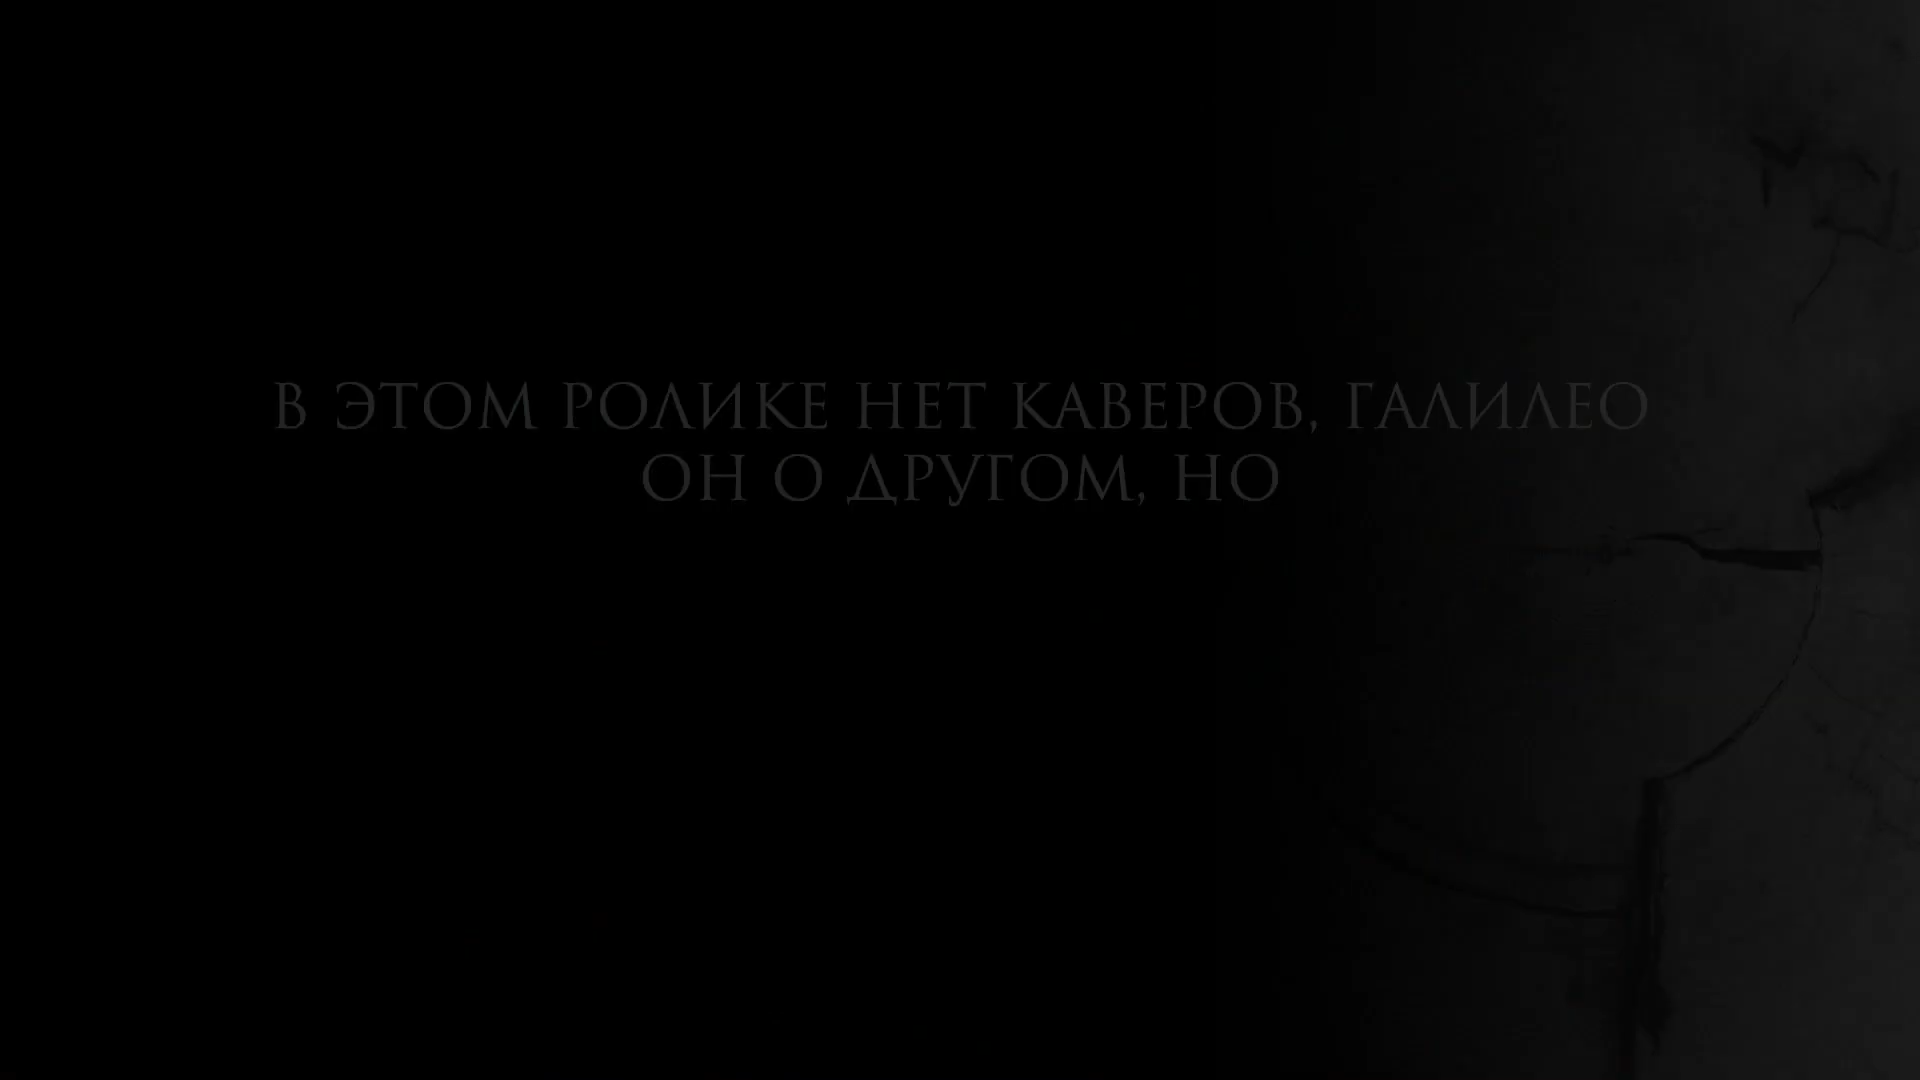 В ЭТОМ РОЛИКЕ НЕТ КАВЕРОВ, ГАЛИЛЕО
ОН О ДРУГОМ, НО